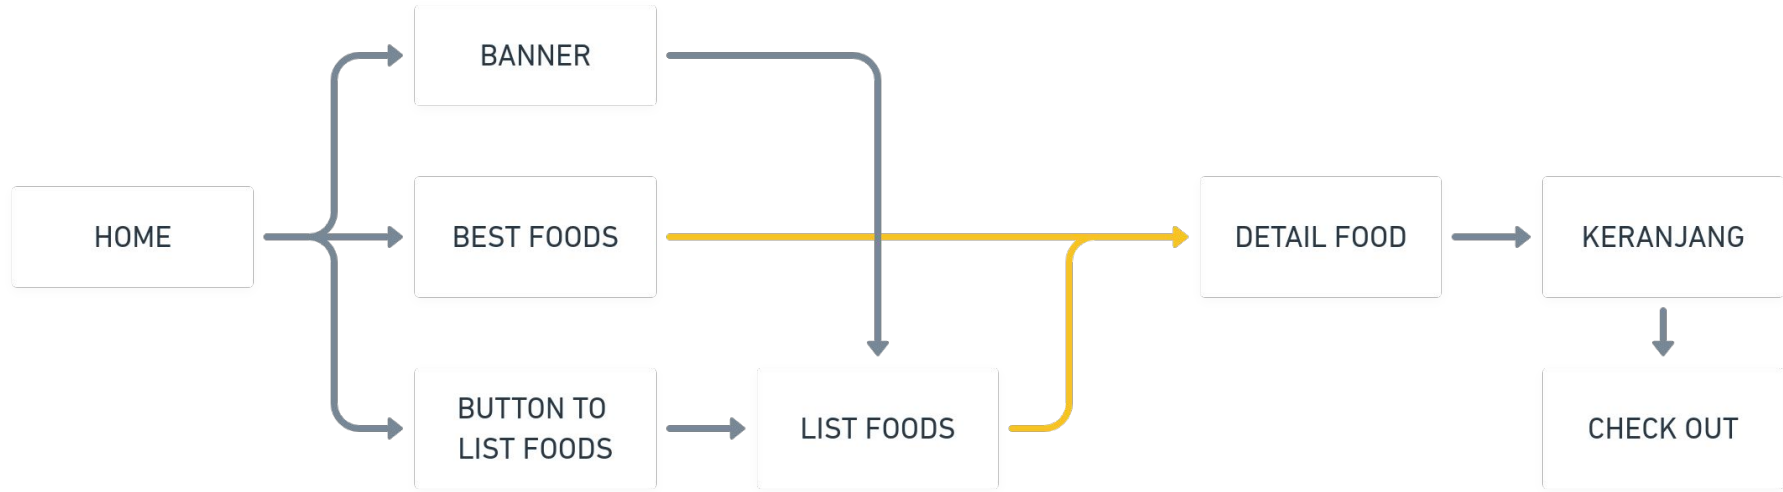 BANNER
HOME
BEST FOODS
DETAIL FOOD
KERANJANG
BUTTON TO
LIST FOODS
LIST FOODS
CHECK OUT